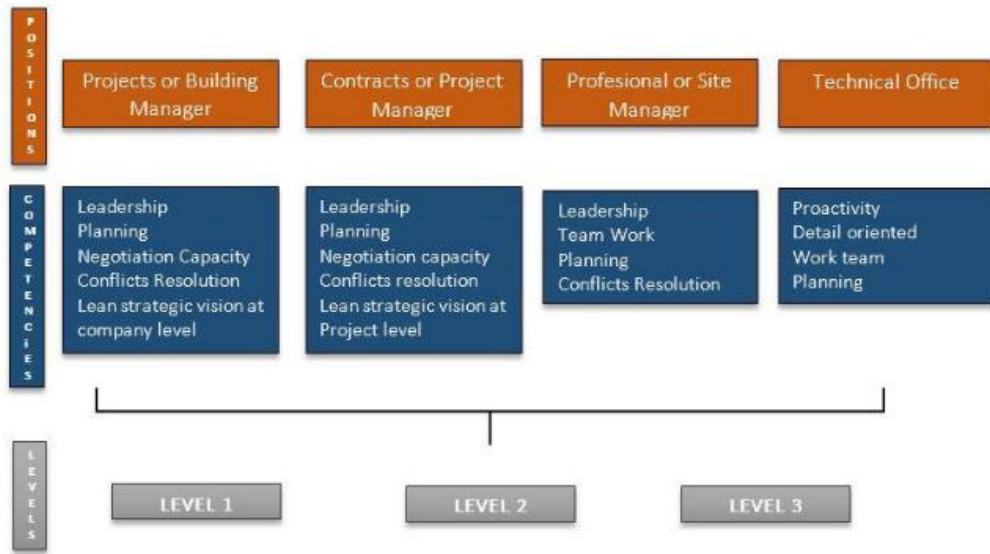 POSITIONS
Projects or Building
Manager
Contracts or Project
Manager
Profesional or Site
Manager
Technical Office
COMPETENCiES
Leadership
Planning
Negotiation Capacity
Conflicts Resolution
Lean strategic vision at
company level
Leadership
Planning
Negotiation capacity
Conflicts resolution
Lean strategic vision at
Project level
Leadership
Team Work
Planning
Conflicts Resolution
Proactivity
Detail oriented
Work team
Planning
LEVELS
LEVEL 1
LEVEL 2
LEVEL 3